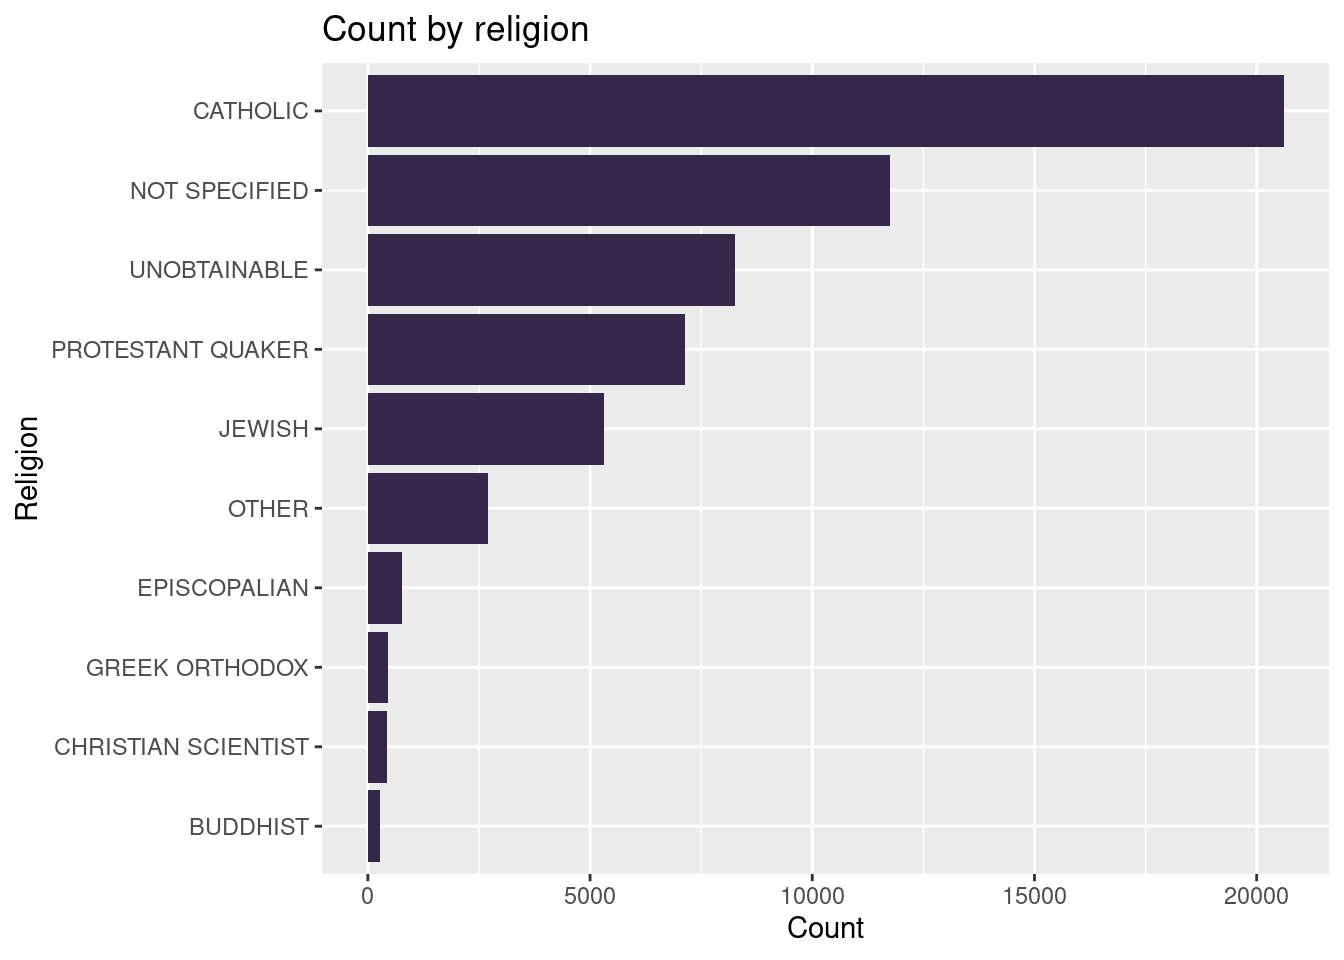 Count by religion
CATHOLIC
NOT SPECIFIED
UNOBTAINABLE
PROTESTANT QUAKER
JEWISH
OTHER
EPISCOPALIAN
GREEK ORTHODOX
CHRISTIAN SCIENTIST
BUDDHIST
Religion
0 5000 10000 15000 20000
Count